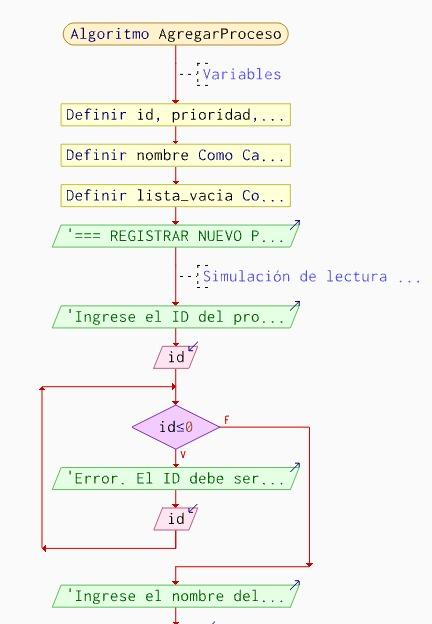 Algoritmo AgregarProceso
Variables
Definir id, prioridad,...
Definir nombre Como Ca...
Definir lista_vacia Co...
'=== REGISTRAR NUEVO P...
Simulación de lectura ...
'Ingrese el ID del pro...
id
id≤0
F
V
'Error. El ID debe ser...
id
'Ingrese el nombre del...